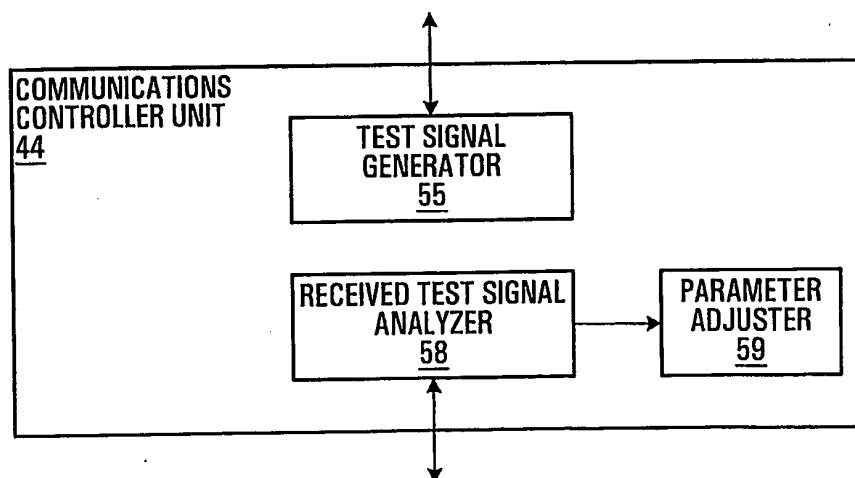 COMMUNICATIONS
CONTROLLER UNIT
44
TEST SIGNAL
GENERATOR
55
RECEIVED TEST SIGNAL
ANALYZER
58
PARAMETER
ADJUSTER
59